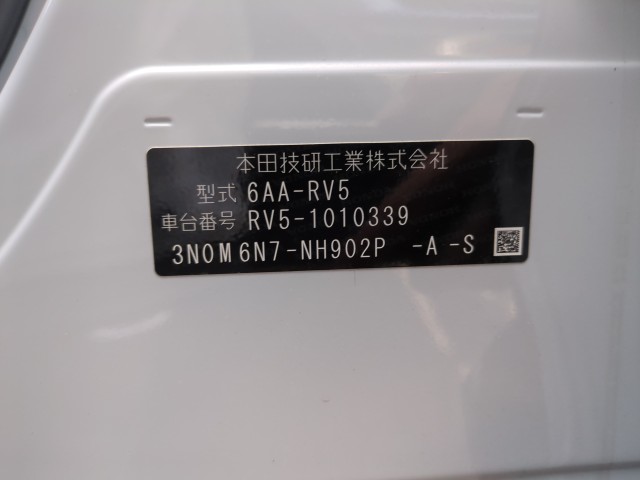 本田技研工業株式会社
型式 6AA-RV5
車台番号 RV5-1010339
3N0M6N7-NH902P -A-S